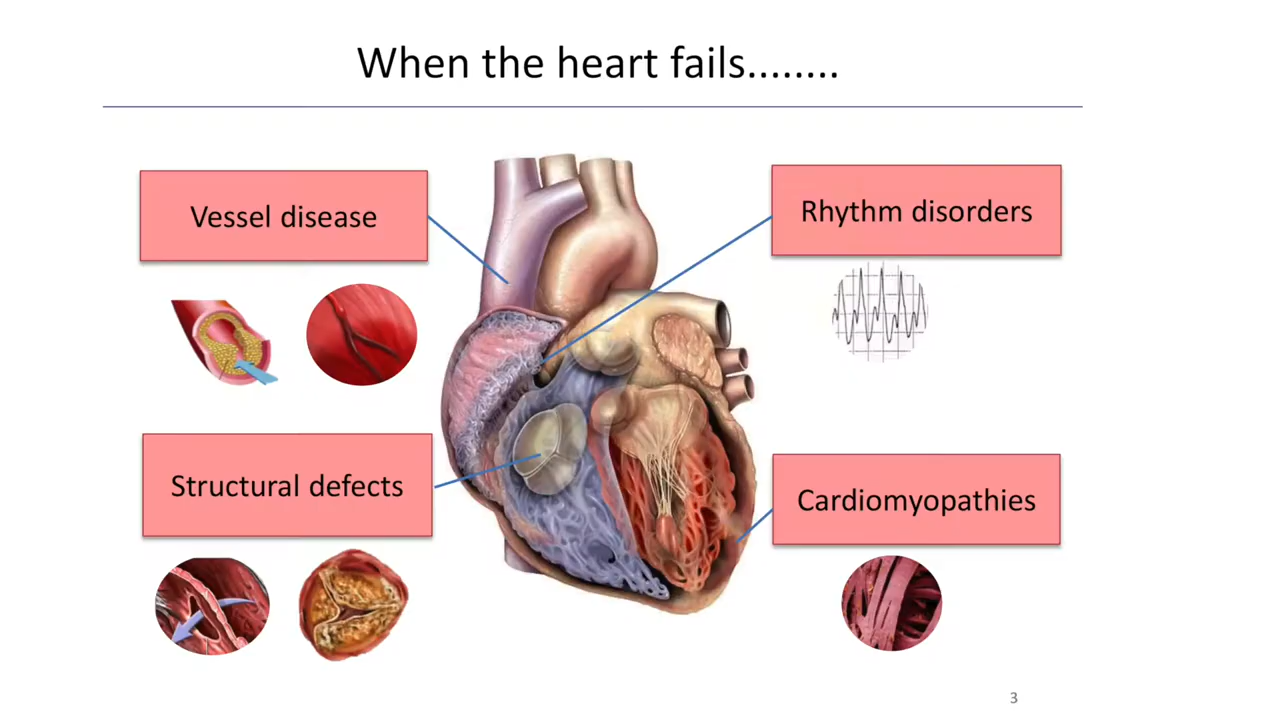 When the heart fails........
Vessel disease
Rhythm disorders
Structural defects
Cardiomyopathies
3